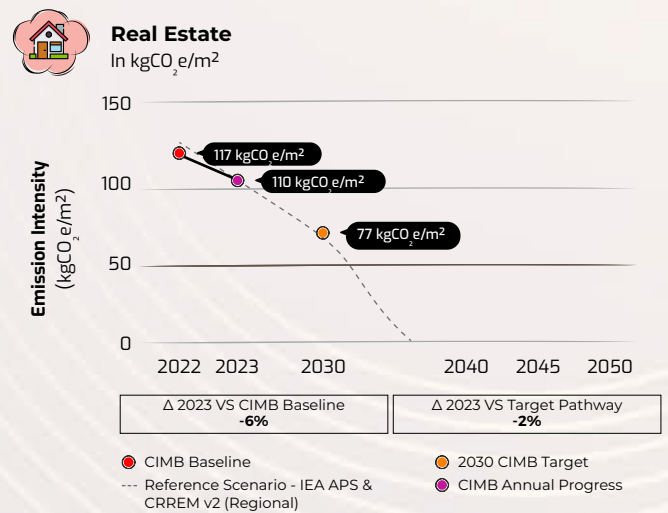 Real Estate
In kgCO₂e/m²
Emission Intensity
(kgCO₂e/m²)
150
100
50
0
117 kgCO₂e/m²
110 kgCO₂e/m²
77 kgCO₂e/m²
2022 2023 2030 2040 2045 2050
Δ 2023 VS CIMB Baseline
-6%
Δ 2023 VS Target Pathway
-2%
CIMB Baseline
2030 CIMB Target
Reference Scenario - IEA APS &
CRREM v2 (Regional)
CIMB Annual Progress